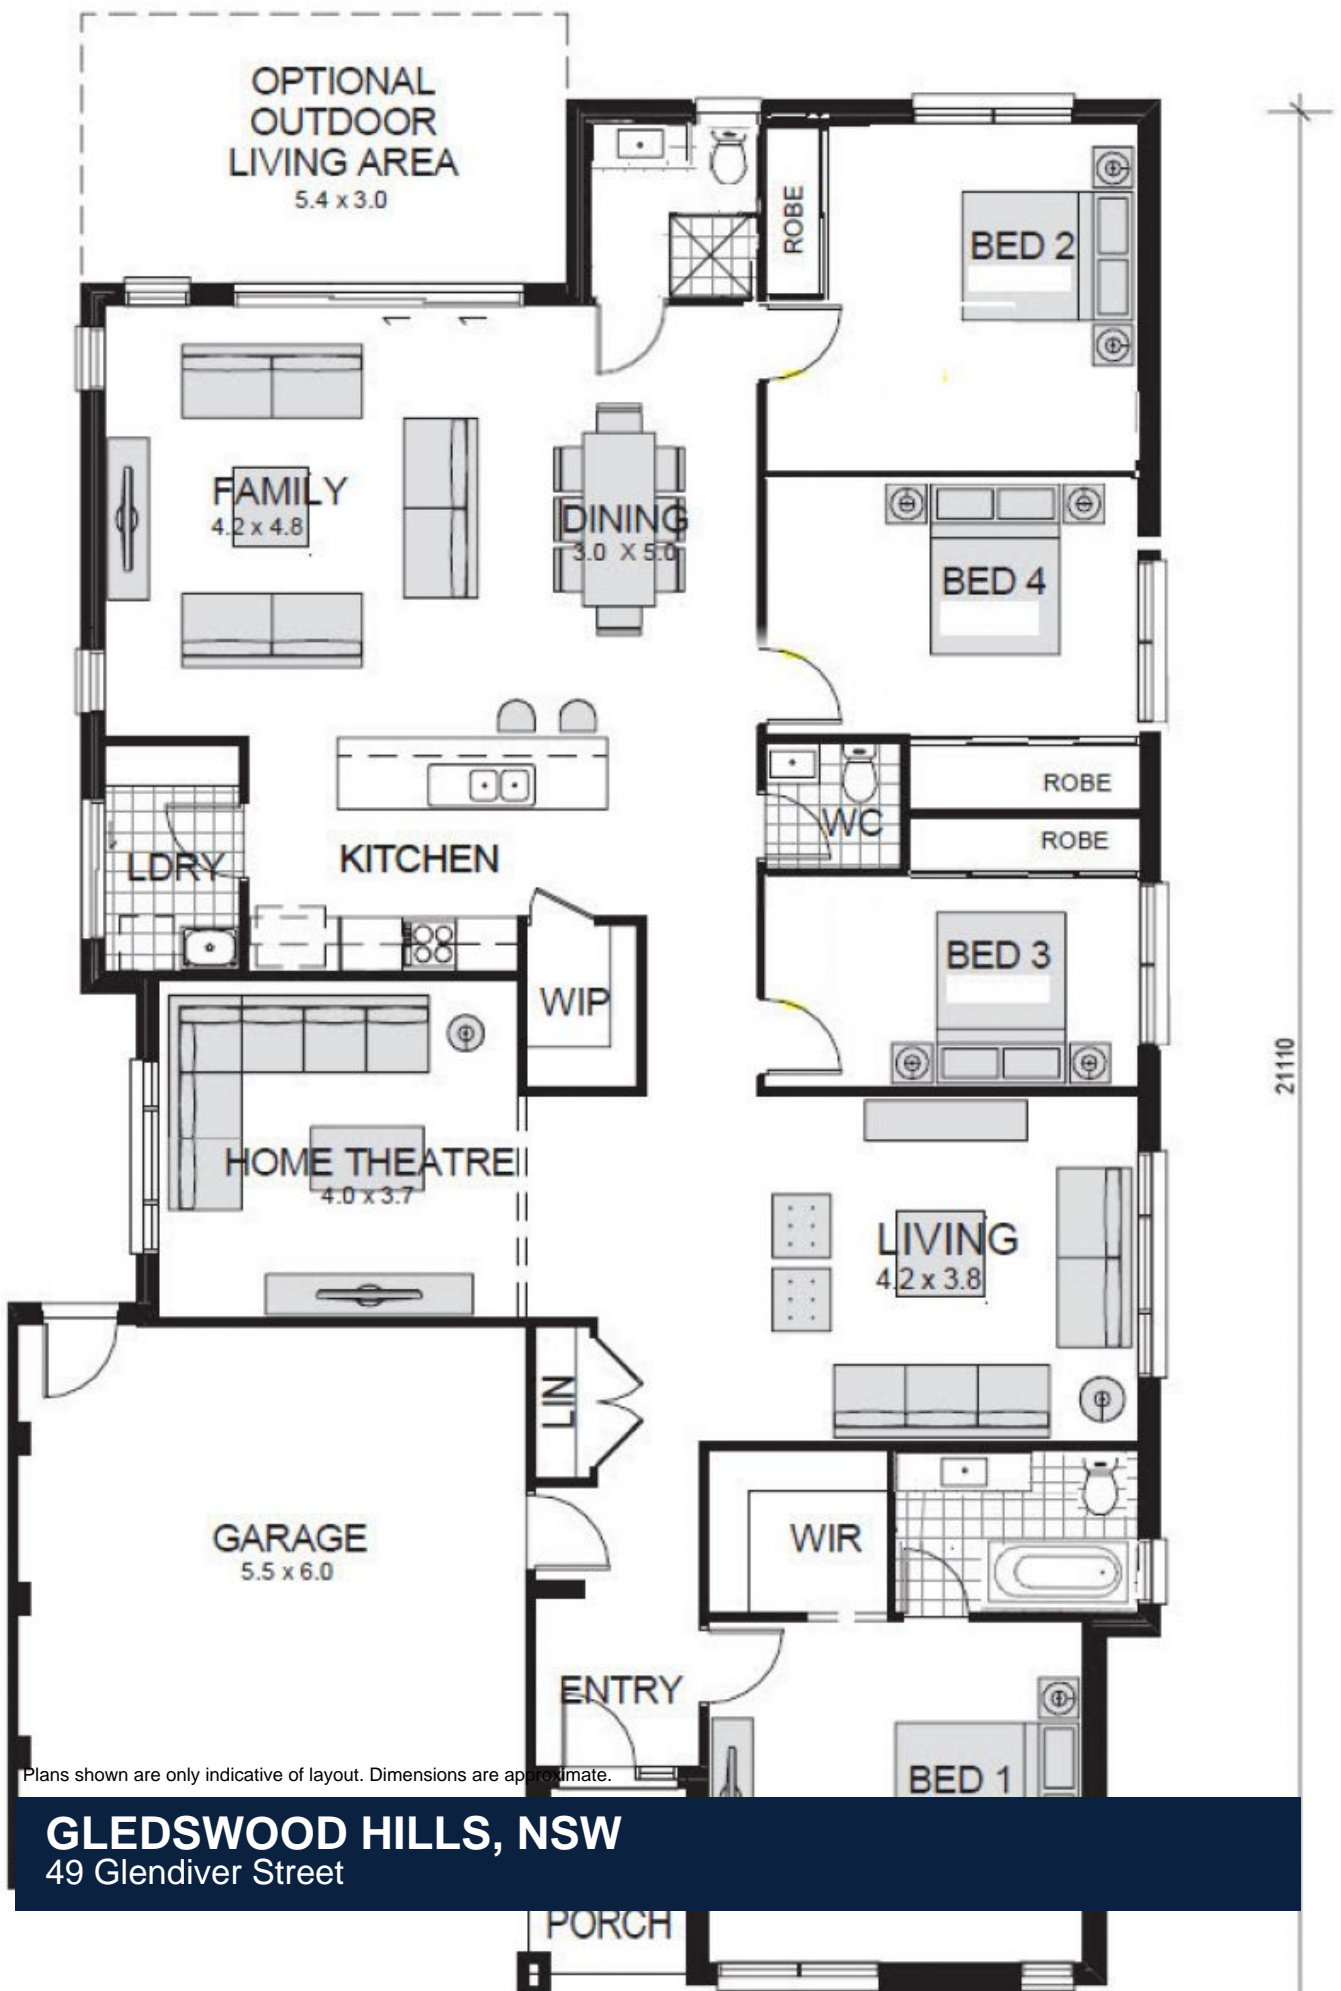 OPTIONAL
OUTDOOR
LIVING AREA
5.4 x 3.0
ROBE
BED 2
FAMILY
4.2 x 4.8
DINING
3.0 X 5.0
BED 4
ROBE
WC
ROBE
LDRY
KITCHEN
BED 3
WIP
21110
HOME THEATRE
4.0 x 3.7
LIVING
4.2 x 3.8
LIN
GARAGE
5.5 x 6.0
WIR
ENTRY
BED 1
Plans shown are only indicative of layout. Dimensions are approximate.
GLEDSWOOD HILLS, NSW
49 Glendiver Street
PORCH